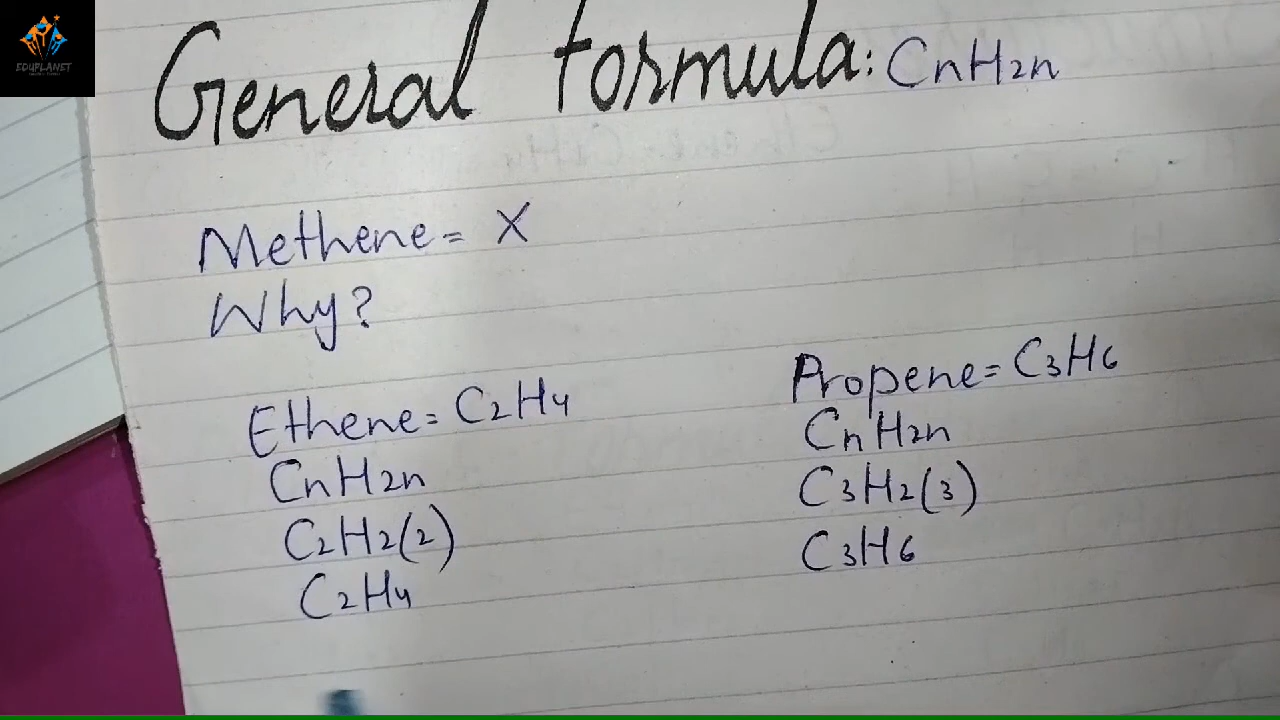 EDUPLANET
General formula: CnH2n
Methene = X
Why?
Ethene = C2H4
CnH2n
C2H2(2)
C2H4
Propene = C3H6
CnH2n
C3H2(3)
C3H6